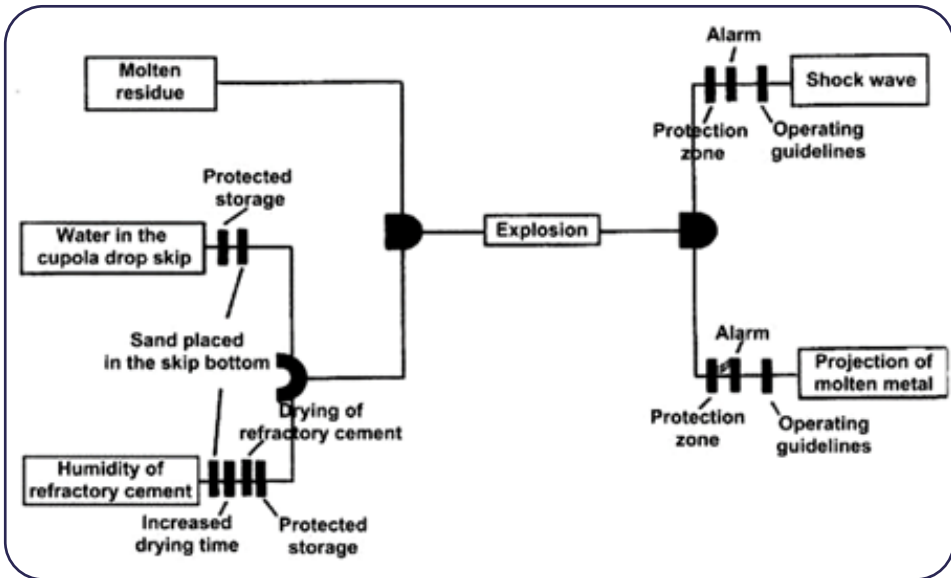 Molten
residue
Protected
storage
Water in the
cupola drop skip
Sand placed
in the skip bottom
Drying of
refractory cement
Humidity of
refractory cement
Increased
drying time
Protected
storage
Explosion
Alarm
Shock wave
Protection
zone
Operating
guidelines
Alarm
Projection of
molten metal
Protection
zone
Operating
guidelines